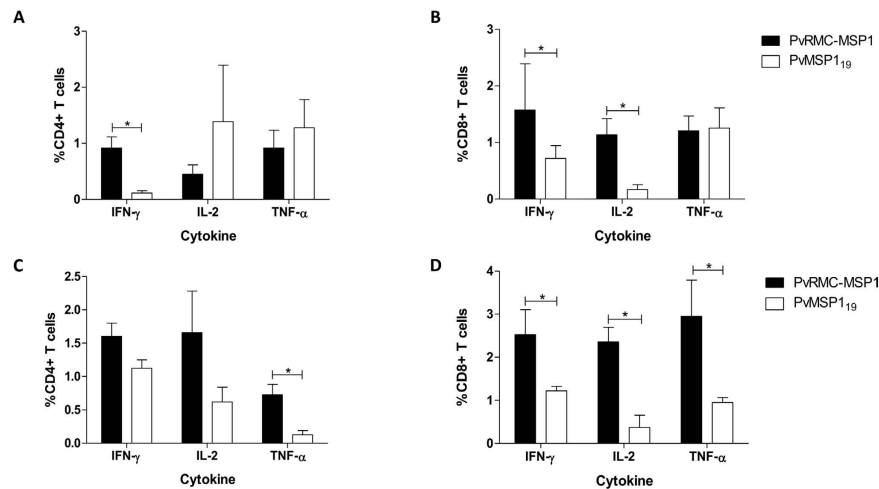 A
%CD4+ T cells
3
2
1
0
*
IFN-γ
IL-2
TNF-α
Cytokine
B
%CD8+ T cells
3
2
1
0
*
*
IFN-γ
IL-2
TNF-α
Cytokine
PvRMC-MSP1
PvMSP1₁₉
C
%CD4+ T cells
2.5
2.0
1.5
1.0
0.5
0.0
*
IFN-γ
IL-2
TNF-α
Cytokine
D
%CD8+ T cells
4
3
2
1
0
*
*
*
IFN-γ
IL-2
TNF-α
Cytokine
PvRMC-MSP1
PvMSP1₁₉